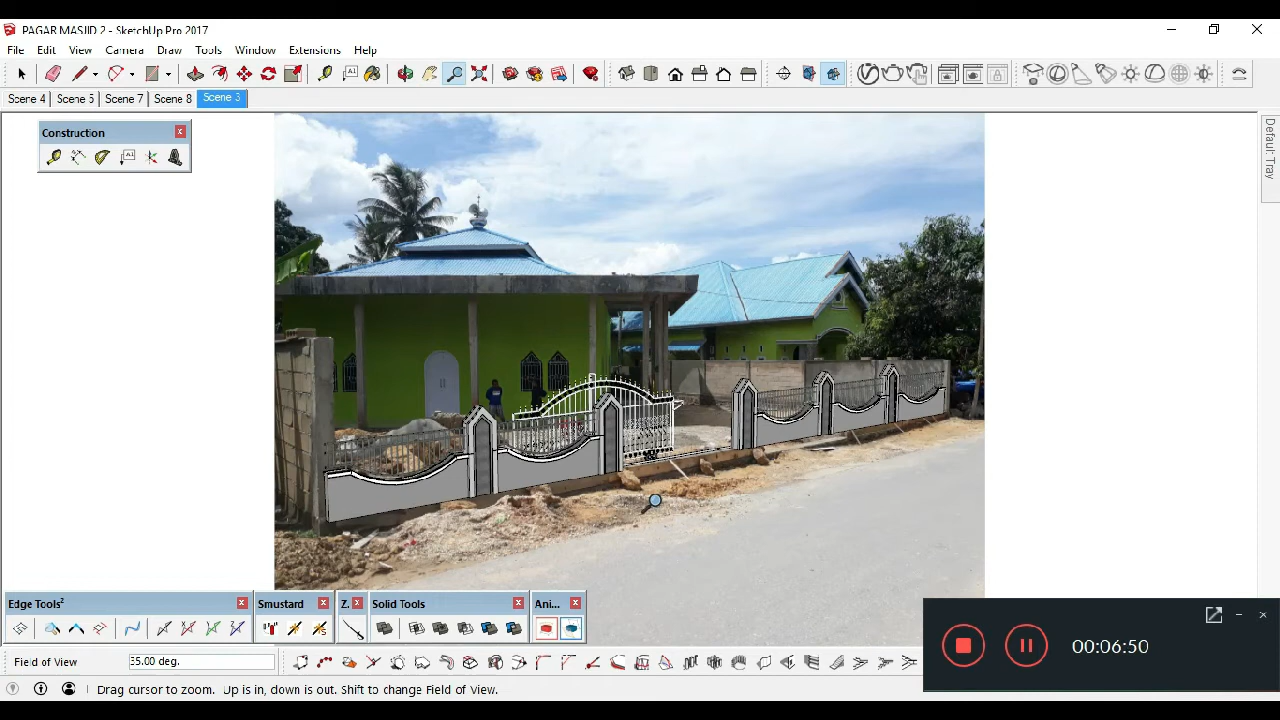 PAGAR MASJID 2 - SketchUp Pro 2017
File Edit View Camera Draw Tools Window Extensions Help
Scene 4 Scene 5 Scene 7 Scene 8 Scene 3
Construction
Default Tray
Edge Tools² Smustard Z. Solid Tools Ani...
Field of View 35.00 deg.
00:06:50
Drag cursor to zoom. Up is in, down is out. Shift to change Field of View.